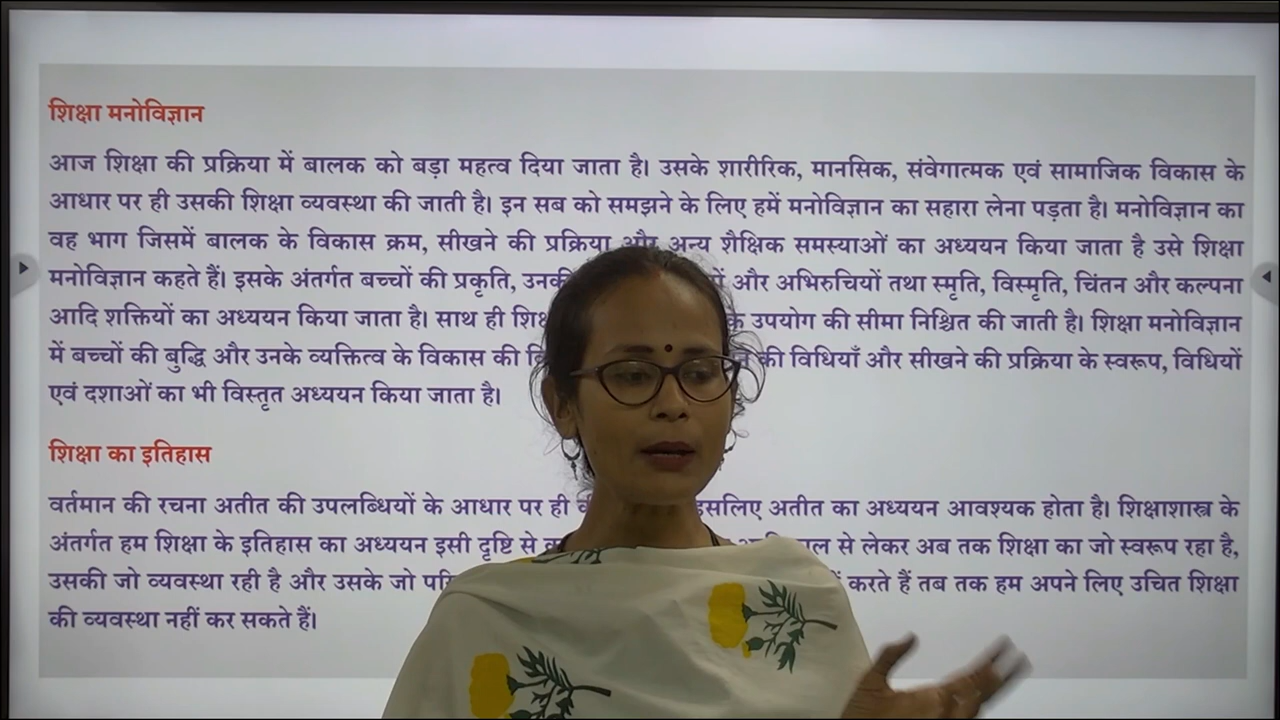 शिक्षा मनोविज्ञान
आज शिक्षा की प्रक्रिया में बालक को बड़ा महत्व दिया जाता है। उसके शारीरिक, मानसिक, संवेगात्मक एवं सामाजिक विकास के
आधार पर ही उसकी शिक्षा व्यवस्था की जाती है। इन सब को समझने के लिए हमें मनोविज्ञान का सहारा लेना पड़ता है। मनोविज्ञान का
वह भाग जिसमें बालक के विकास क्रम, सीखने की प्रक्रिया और अन्य शैक्षिक समस्याओं का अध्ययन किया जाता है उसे शिक्षा
मनोविज्ञान कहते हैं। इसके अंतर्गत बच्चों की प्रकृति, और अभिरुचियों तथा स्मृति, विस्मृति, चिंतन और कल्पना
आदि शक्तियों का अध्ययन किया जाता है। साथ ही उपयोग की सीमा निश्चित की जाती है। शिक्षा मनोविज्ञान
में बच्चों की बुद्धि और उनके व्यक्तित्व के विकास की की विधियाँ और सीखने की प्रक्रिया के स्वरूप, विधियों
एवं दशाओं का भी विस्तृत अध्ययन किया जाता है।
शिक्षा का इतिहास
वर्तमान की रचना अतीत की उपलब्धियों के आधार पर ही अतीत का अध्ययन आवश्यक होता है। शिक्षाशास्त्र के
अंतर्गत हम शिक्षा के इतिहास का अध्ययन इसी दृष्टि से से लेकर अब तक शिक्षा का जो स्वरूप रहा है,
उसकी जो व्यवस्था रही है और उसके जो करते हैं तब तक हम अपने लिए उचित शिक्षा
की व्यवस्था नहीं कर सकते हैं।